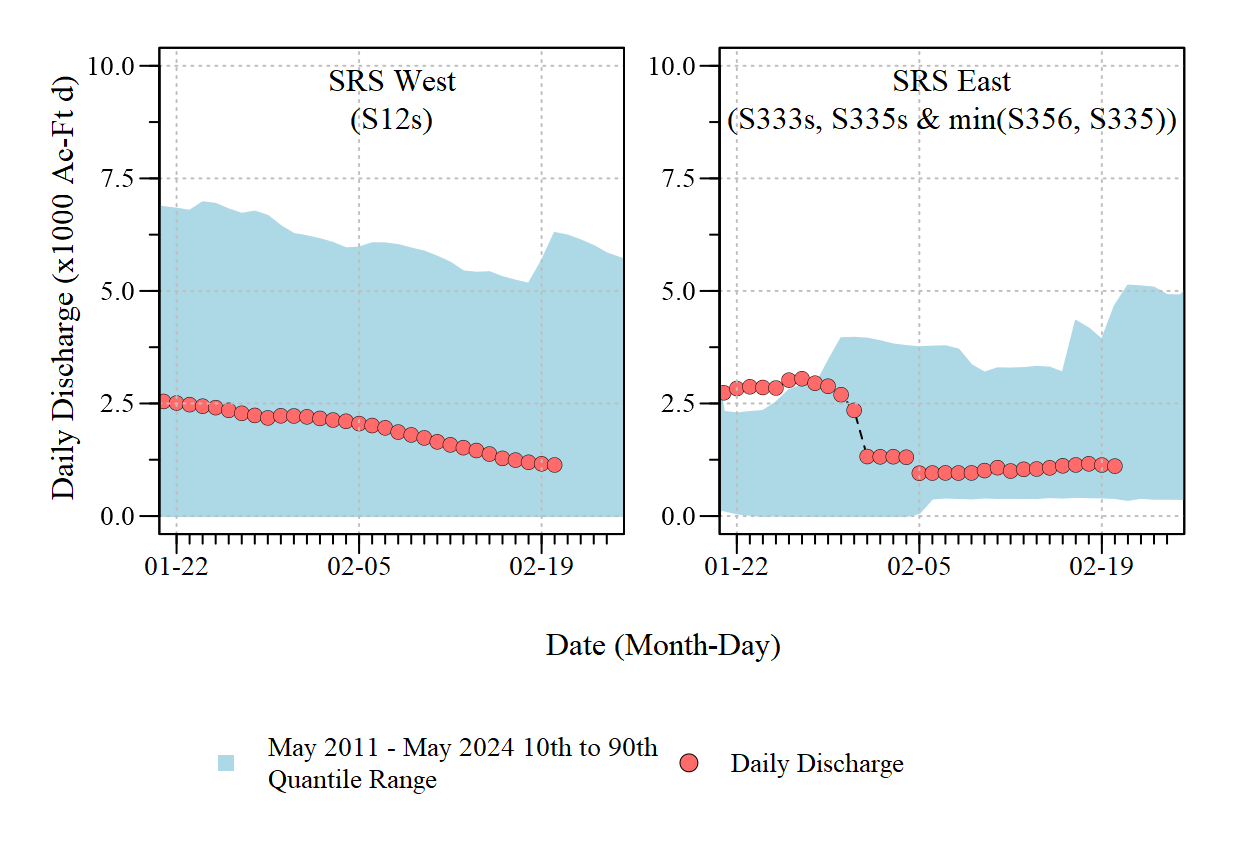 SRS West
(S12s)
SRS East
(S333s, S335s & min(S356, S335))
Daily Discharge (x1000 Ac-Ft d)
10.0
7.5
5.0
2.5
0.0
01-22
02-05
02-19
10.0
7.5
5.0
2.5
0.0
01-22
02-05
02-19
Date (Month-Day)
May 2011 - May 2024 10th to 90th
Quantile Range
Daily Discharge